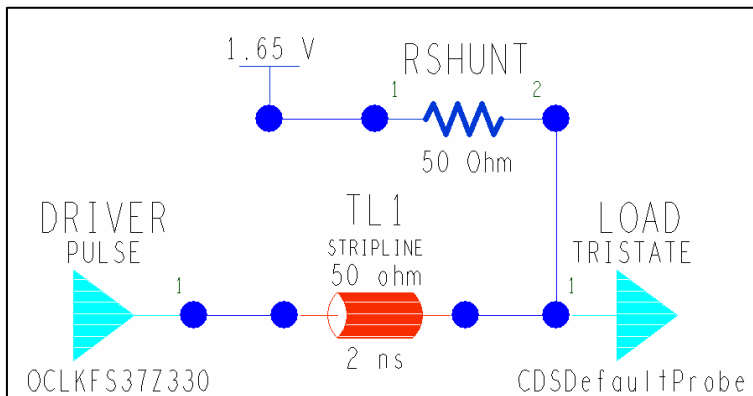 1.65 V
RSHUNT
1
2
50 Ohm
DRIVER
PULSE
TL1
STRIPLINE
50 ohm
LOAD
TRISTATE
1
1
2 ns
OCLKFS37Z330
CDSDefaultProbe